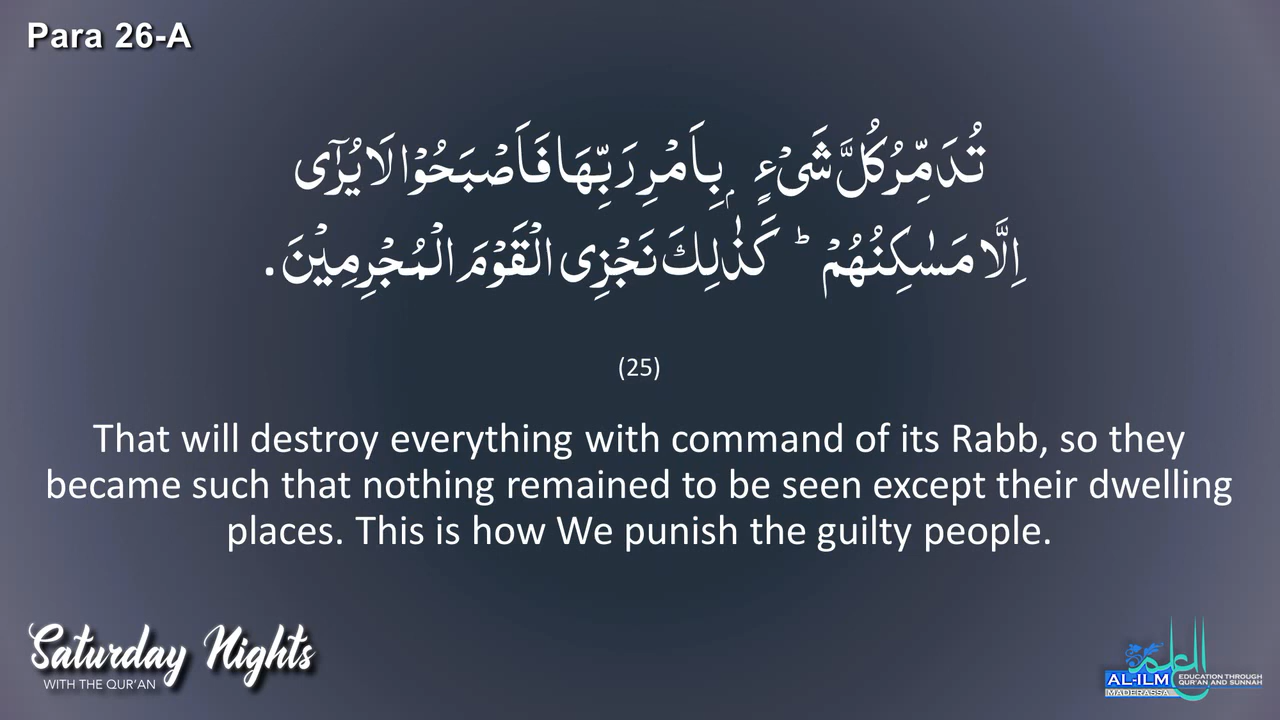 Para 26-A
تُدَمِّرُ كُلَّ شَیْءٍۭ بِاَمْرِ رَبِّهَا فَاَصْبَحُوْا لَا یُرٰۤی
اِلَّا مَسٰكِنُهُمْ ؕ كَذٰلِكَ نَجْزِی الْقَوْمَ الْمُجْرِمِیْنَ .
(25)
That will destroy everything with command of its Rabb, so they
became such that nothing remained to be seen except their dwelling
places. This is how We punish the guilty people.
Saturday Nights
WITH THE QUR'AN
العلم
AL-ILM
MADERASSA
EDUCATION THROUGH
QUR'AN AND SUNNAH